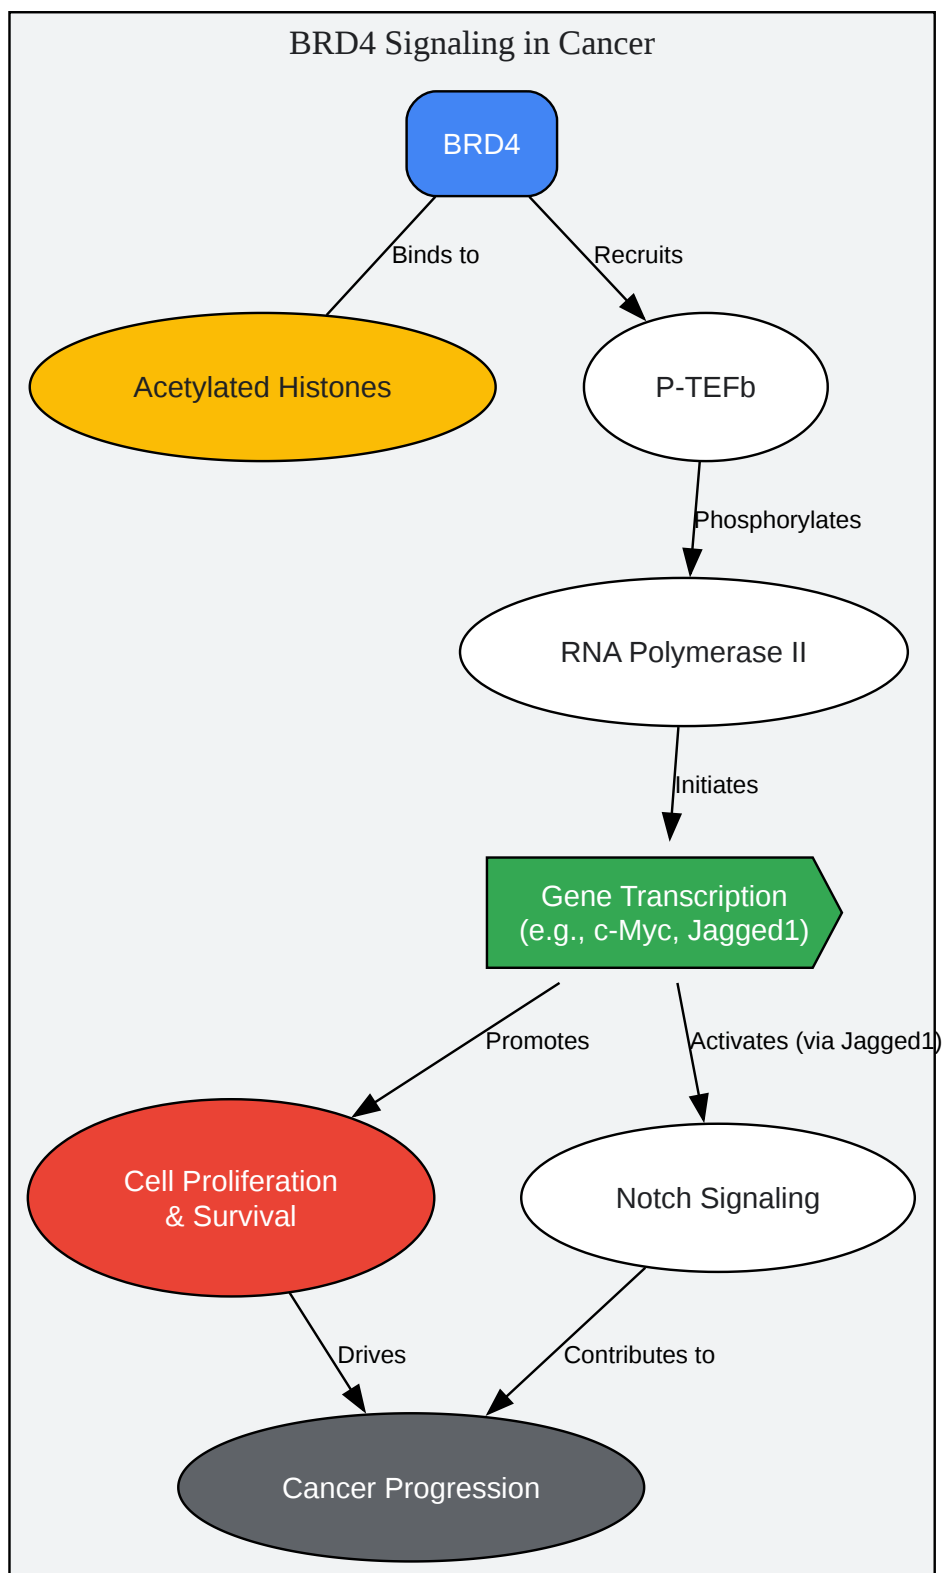 BRD4 Signaling in Cancer
BRD4
Binds to
Recruits
Acetylated Histones
P-TEFb
Phosphorylates
RNA Polymerase II
Initiates
Gene Transcription
(e.g., c-Myc, Jagged1)
Promotes
Activates (via Jagged1)
Cell Proliferation
& Survival
Notch Signaling
Drives
Contributes to
Cancer Progression